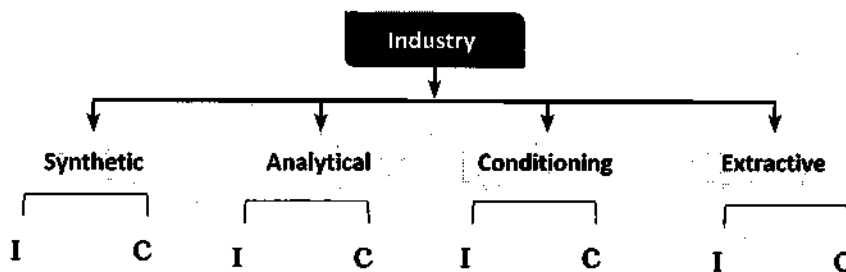 Industry
Synthetic Analytical Conditioning Extractive
I C I C I C I C